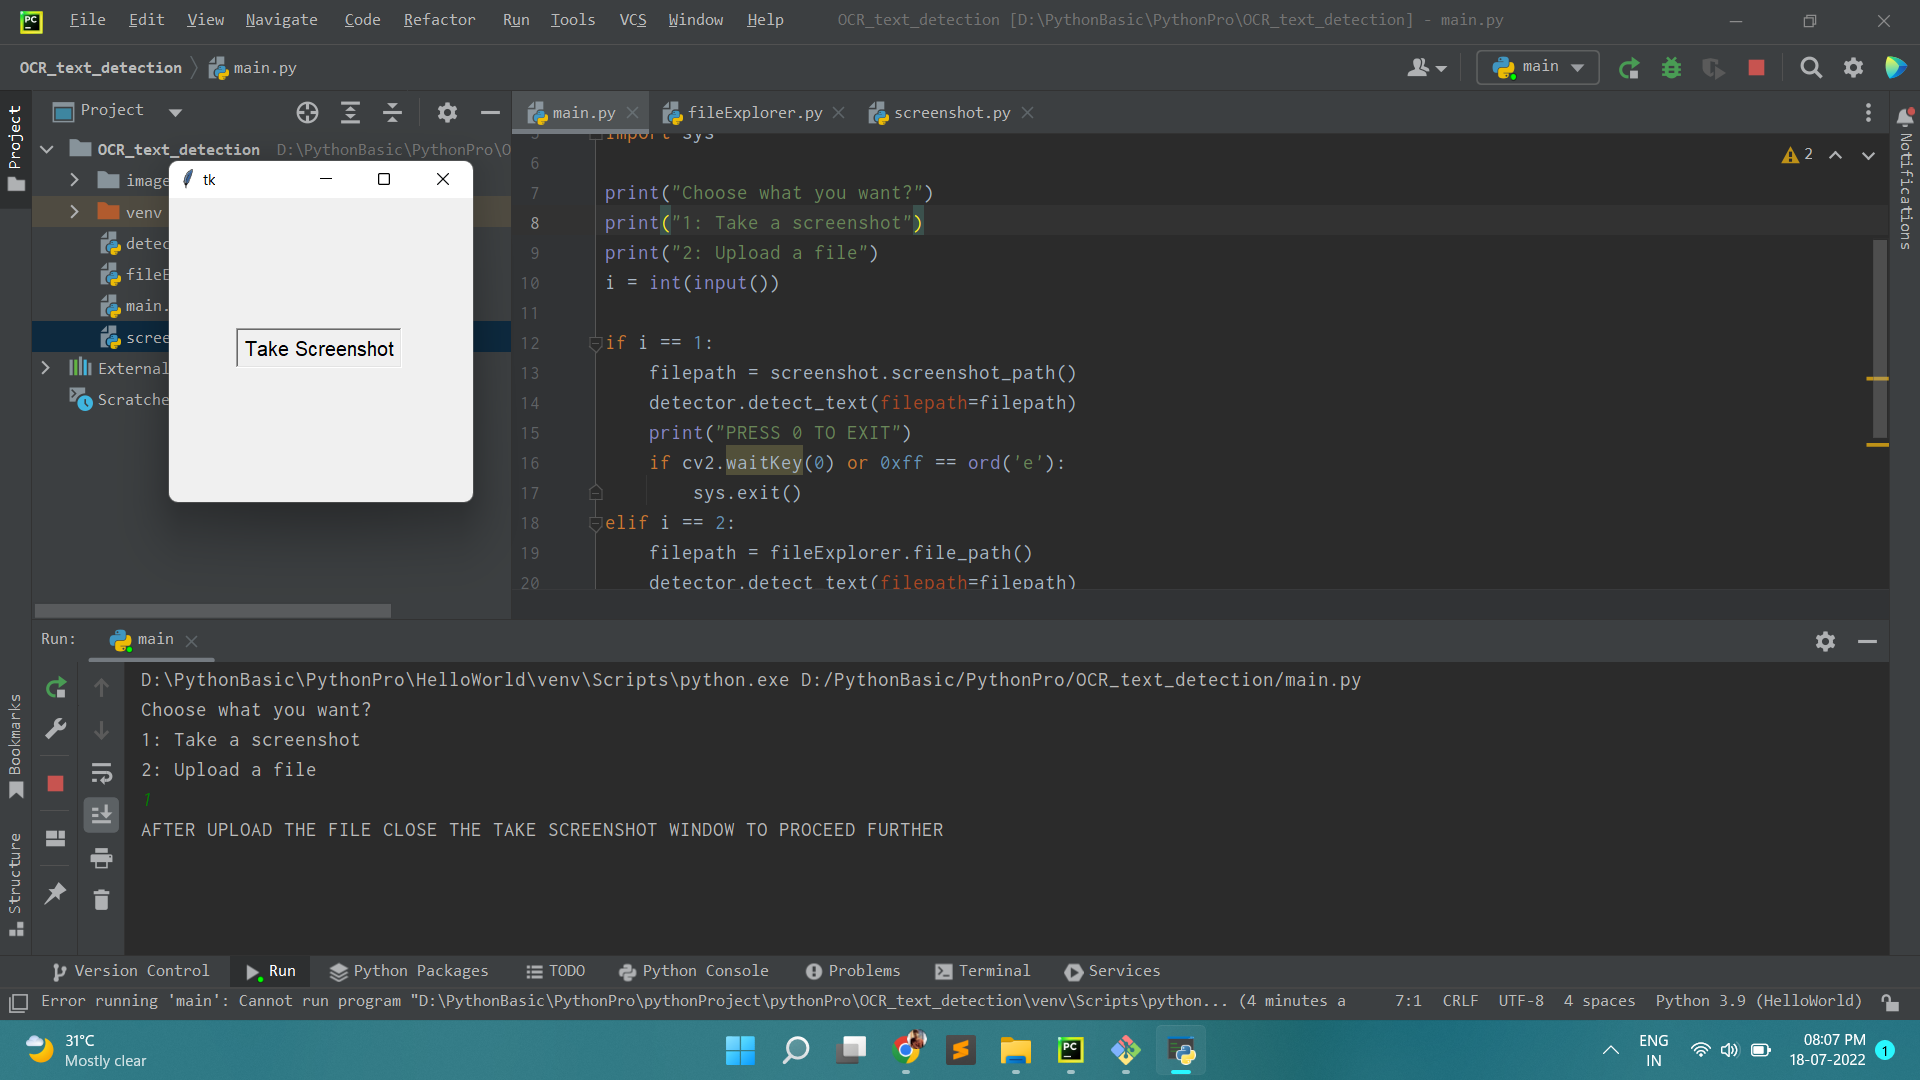 File Edit View Navigate Code Refactor Run Tools VCS Window Help OCR_text_detection [D:\PythonBasic\PythonPro\OCR_text_detection] - main.py
OCR_text_detection main.py
main
Project
main.py fileExplorer.py screenshot.py
Project
Notifications
OCR_text_detection D:\PythonBasic\PythonPro\O
image
venv
detec
fileE
main.
scree
External
Scratche
tk
Take Screenshot
2
5 import sys
6
7 print("Choose what you want?")
8 print("1: Take a screenshot")
9 print("2: Upload a file")
10 i = int(input())
11
12 if i == 1:
13 filepath = screenshot.screenshot_path()
14 detector.detect_text(filepath=filepath)
15 print("PRESS 0 TO EXIT")
16 if cv2.waitKey(0) or 0xff == ord('e'):
17 sys.exit()
18 elif i == 2:
19 filepath = fileExplorer.file_path()
20 detector.detect_text(filepath=filepath)
Run: main
D:\PythonBasic\PythonPro\HelloWorld\venv\Scripts\python.exe D:/PythonBasic/PythonPro/OCR_text_detection/main.py
Choose what you want?
1: Take a screenshot
2: Upload a file
1
AFTER UPLOAD THE FILE CLOSE THE TAKE SCREENSHOT WINDOW TO PROCEED FURTHER
Bookmarks
Structure
Version Control Run Python Packages TODO Python Console Problems Terminal Services
Error running 'main': Cannot run program "D:\PythonBasic\PythonPro\pythonProject\pythonPro\OCR_text_detection\venv\Scripts\python... (4 minutes a 7:1 CRLF UTF-8 4 spaces Python 3.9 (HelloWorld)
31°C
Mostly clear
ENG
IN
08:07 PM
18-07-2022
1